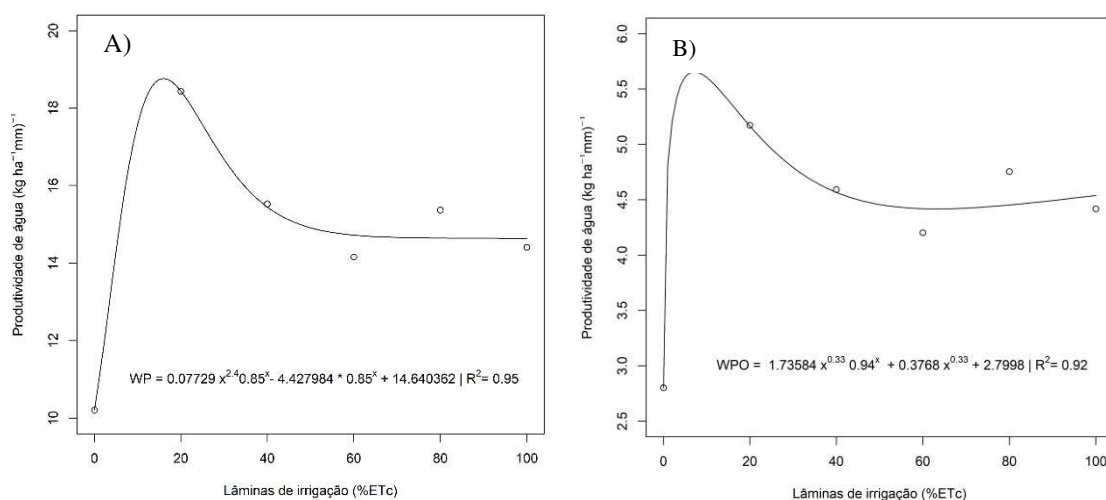 A)
20
18
16
14
12
10
Produtividade de água (kg ha⁻¹mm)⁻¹
WP = 0.07729 x^2.4 0.85^x- 4.427984 * 0.85^x + 14.640362 | R²= 0.95
0 20 40 60 80 100
Lâminas de irrigação (%ETc)
B)
6.0
5.5
5.0
4.5
4.0
3.5
3.0
2.5
Produtividade de água (kg ha⁻¹mm)⁻¹
WPO = 1.73584 x^0.33 0.94^x + 0.3768 x^0.33 + 2.7998 | R²= 0.92
0 20 40 60 80 100
Lâminas de irrigação (%ETc)